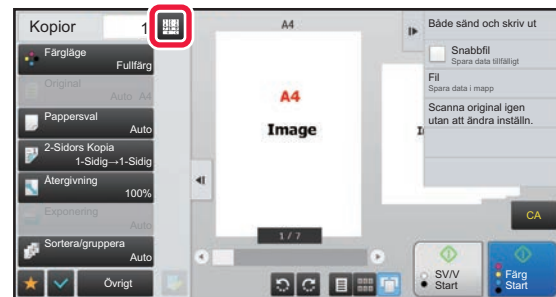 Kopior
1
Färgläge
Fullfärg
Original
Auto A4
Pappersval
Auto
2-Sidors Kopia
1-Sidig→1-Sidig
Återgivning
100%
Exponering
Auto
Sortera/gruppera
Auto
Övrigt
A4
A4
Image
1 / 7
Både sänd och skriv ut
Snabbfil
Spara data tillfälligt
Fil
Spara data i mapp
Scanna original igen
utan att ändra inställn.
CA
SV/V
Start
Färg
Start